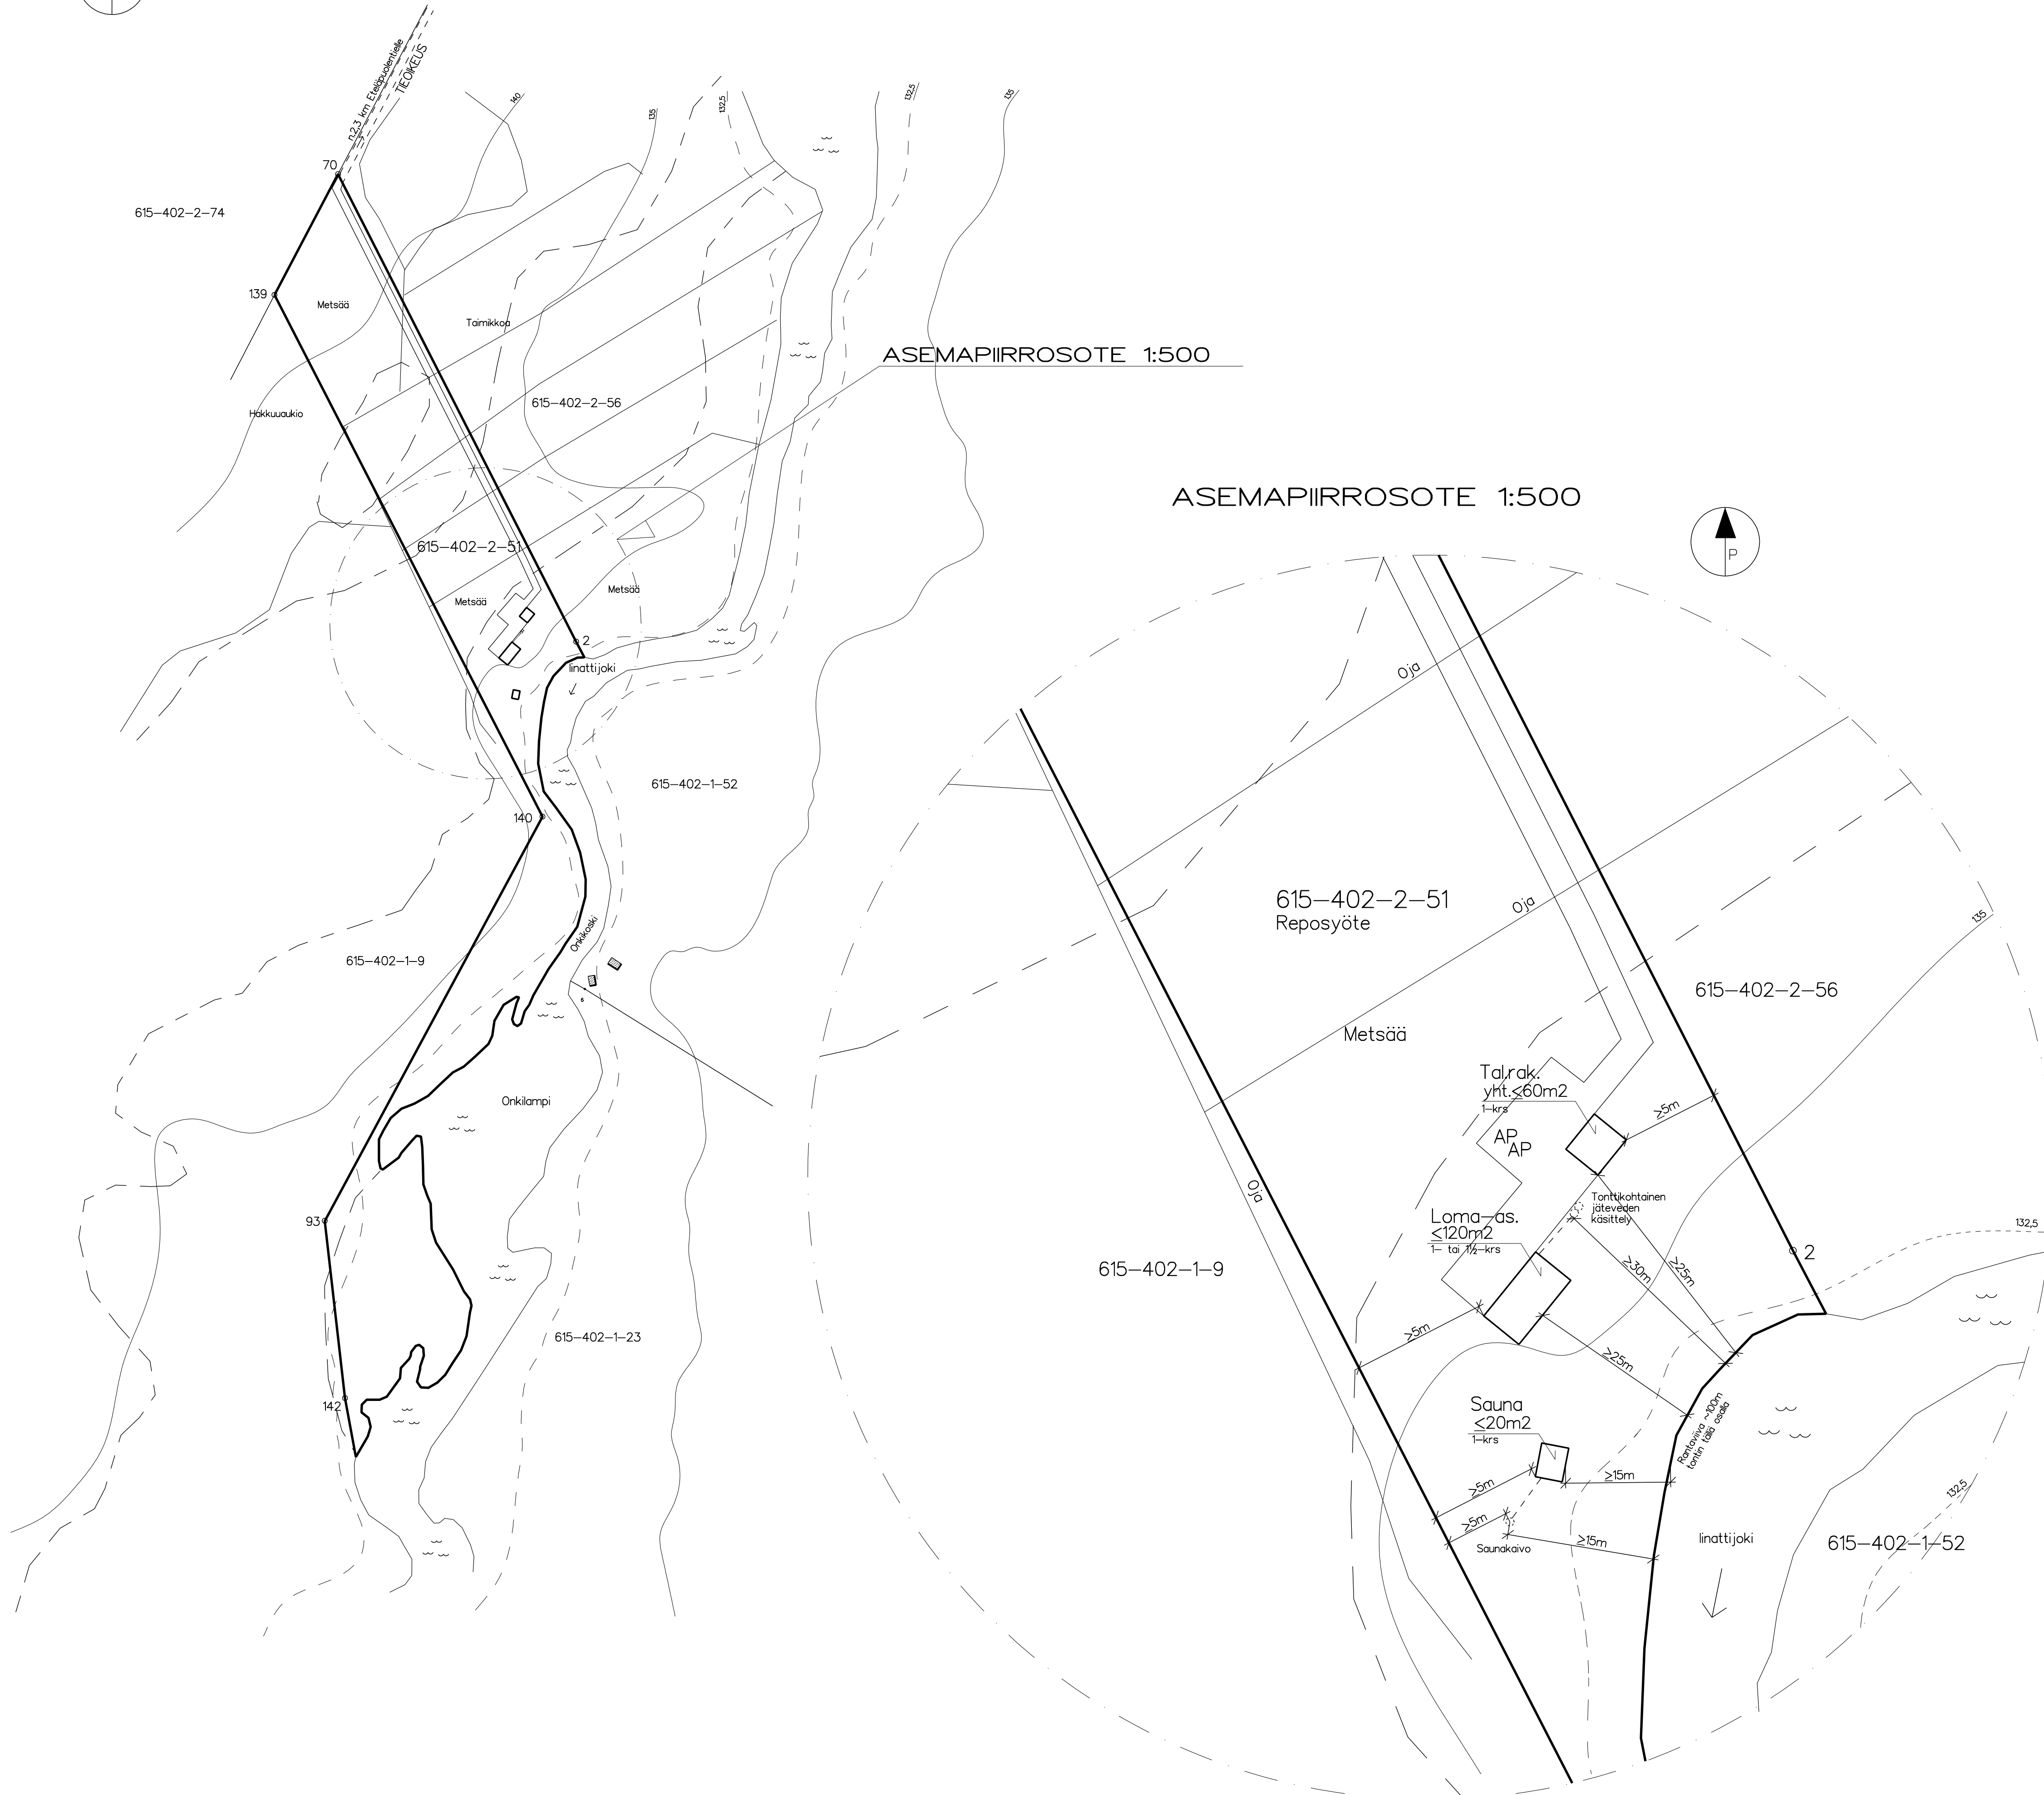 n.2,3 km Eteläpuolentielle
TIEOIKEUS
140
135
132,5
132,5
135
70
615-402-2-74
139
Metsää
Taimikkoa
ASEMAPIIRROSOTE 1:500
Hakkuuaukio
615-402-2-56
615-402-2-51
Metsää
Metsää
2
Iinattijoki
615-402-1-52
140
Onkikoski
615-402-1-9
Onkilampi
93
615-402-1-23
142
ASEMAPIIRROSOTE 1:500
P
Oja
Oja
615-402-2-51
Reposyöte
135
615-402-2-56
Metsää
Tal.rak.
yht.≤60m2
1-krs
≥5m
AP
AP
Oja
Tonttikohtainen
jäteveden
käsittely
Loma-as.
≤120m2
1- tai 1½-krs
132,5
2
615-402-1-9
≥30m
≥25m
≥5m
≥25m
Sauna
≤20m2
1-krs
Rantaviiva ~100m
tontin tällä osalla
≥5m
≥15m
132,5
≥5m
≥15m
Saunakaivo
Iinattijoki
615-402-1-52